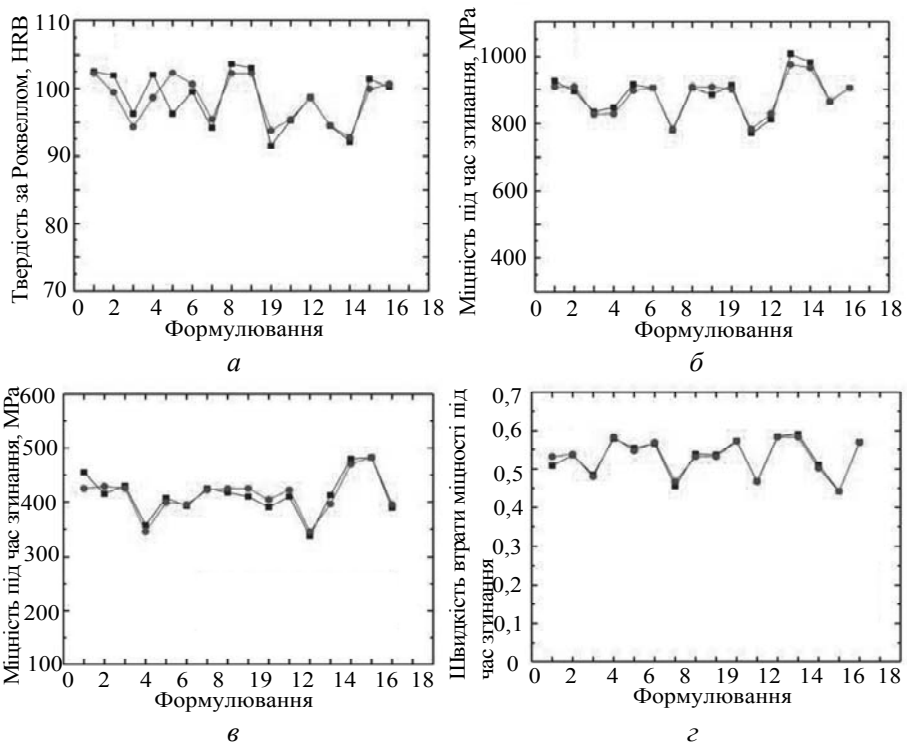 110
100
90
80
70
Твердість за Роквеллом, HRB
0 2 4 6 8 19 12 14 16 18
Формулювання
а
1000
800
600
400
Міцність під час згинання, MPa
0 2 4 6 8 19 12 14 16 18
Формулювання
б
600
500
400
300
200
100
Міцність під час згинання, MPa
0 2 4 6 8 19 12 14 16 18
Формулювання
в
0,7
0,6
0,5
0,4
0,3
0,2
0,1
0
Швидкість втрати міцності під
час згинання
0 2 4 6 8 19 12 14 16 18
Формулювання
г